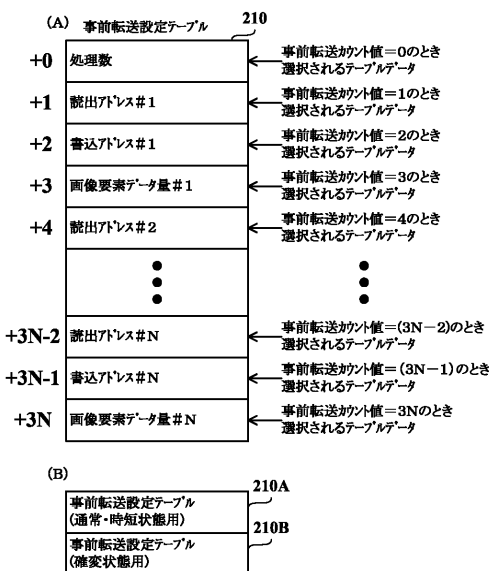 (A) 事前転送設定テーブル 210
+0 処理数 事前転送カウント値=0のとき
選択されるテーブルデータ
+1 読出アドレス#1 事前転送カウント値=1のとき
選択されるテーブルデータ
+2 書込アドレス#1 事前転送カウント値=2のとき
選択されるテーブルデータ
+3 画像要素データ量#1 事前転送カウント値=3のとき
選択されるテーブルデータ
+4 読出アドレス#2 事前転送カウント値=4のとき
選択されるテーブルデータ
+3N-2 読出アドレス#N 事前転送カウント値=(3N-2)のとき
選択されるテーブルデータ
+3N-1 書込アドレス#N 事前転送カウント値=(3N-1)のとき
選択されるテーブルデータ
+3N 画像要素データ量#N 事前転送カウント値=3Nのとき
選択されるテーブルデータ
(B)
210A
事前転送設定テーブル
(通常・時短状態用)
210B
事前転送設定テーブル
(確変状態用)